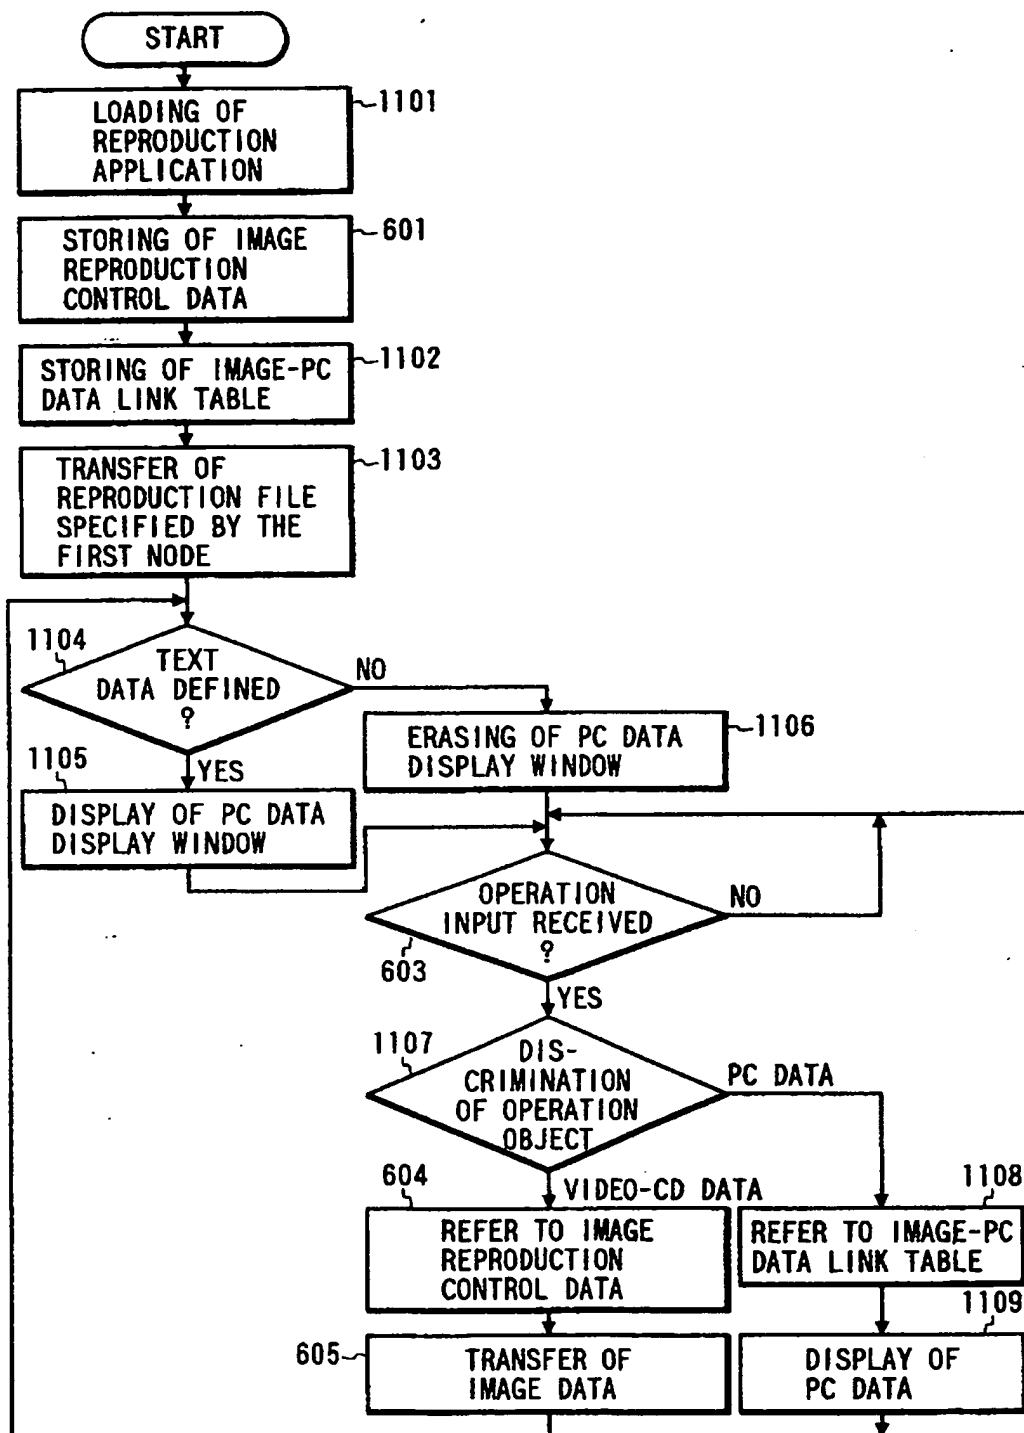 START
1101
LOADING OF
REPRODUCTION
APPLICATION
601
STORING OF IMAGE
REPRODUCTION
CONTROL DATA
1102
STORING OF IMAGE-PC
DATA LINK TABLE
1103
TRANSFER OF
REPRODUCTION FILE
SPECIFIED BY THE
FIRST NODE
1104
TEXT
DATA DEFINED
?
NO
YES
1106
ERASING OF PC DATA
DISPLAY WINDOW
1105
DISPLAY OF PC DATA
DISPLAY WINDOW
OPERATION
INPUT RECEIVED
?
NO
603
YES
1107
DIS-
CRIMINATION
OF OPERATION
OBJECT
PC DATA
VIDEO-CD DATA
604
REFER TO IMAGE
REPRODUCTION
CONTROL DATA
1108
REFER TO IMAGE-PC
DATA LINK TABLE
605
TRANSFER OF
IMAGE DATA
1109
DISPLAY OF
PC DATA